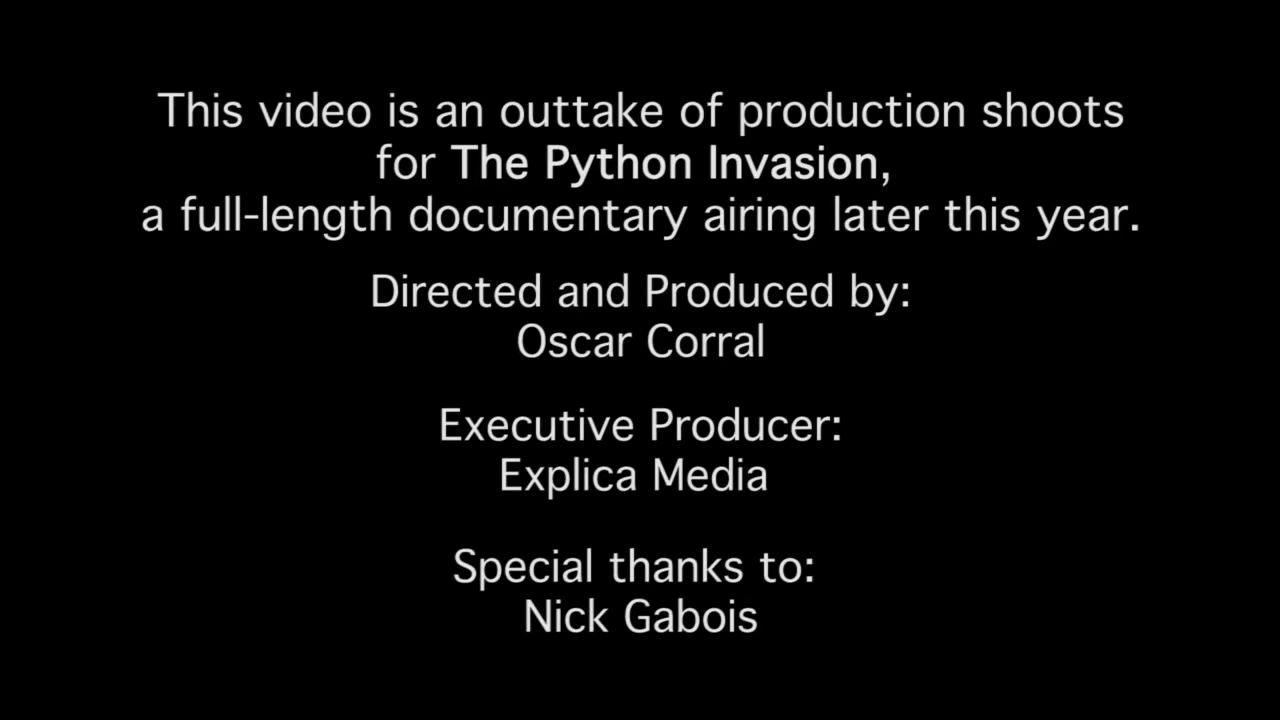 This video is an outtake of production shoots
for The Python Invasion,
a full-length documentary airing later this year.
Directed and Produced by:
Oscar Corral
Executive Producer:
Explica Media
Special thanks to:
Nick Gabois